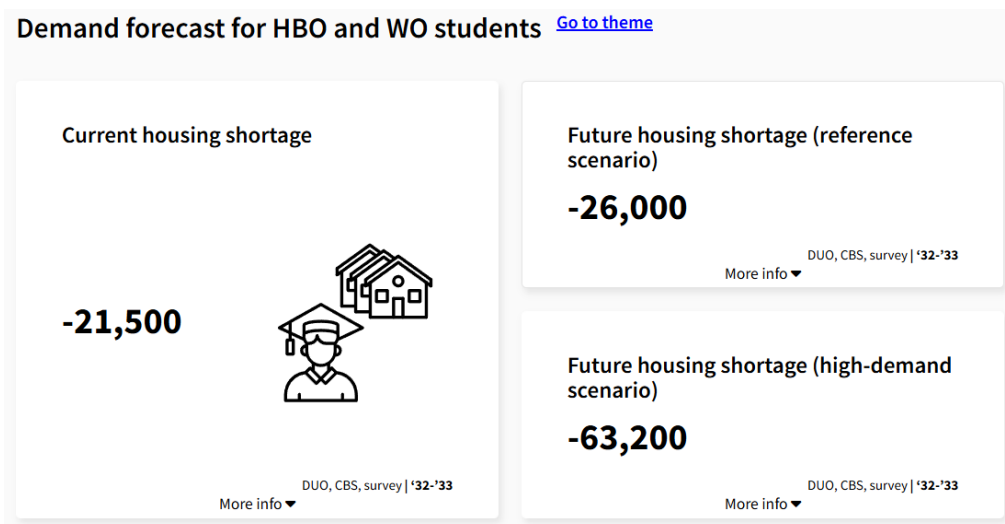 Demand forecast for HBO and WO students Go to theme
Current housing shortage
-21,500
DUO, CBS, survey | ‘32-’33
More info
Future housing shortage (reference
scenario)
-26,000
DUO, CBS, survey | ‘32-’33
More info
Future housing shortage (high-demand
scenario)
-63,200
DUO, CBS, survey | ‘32-’33
More info